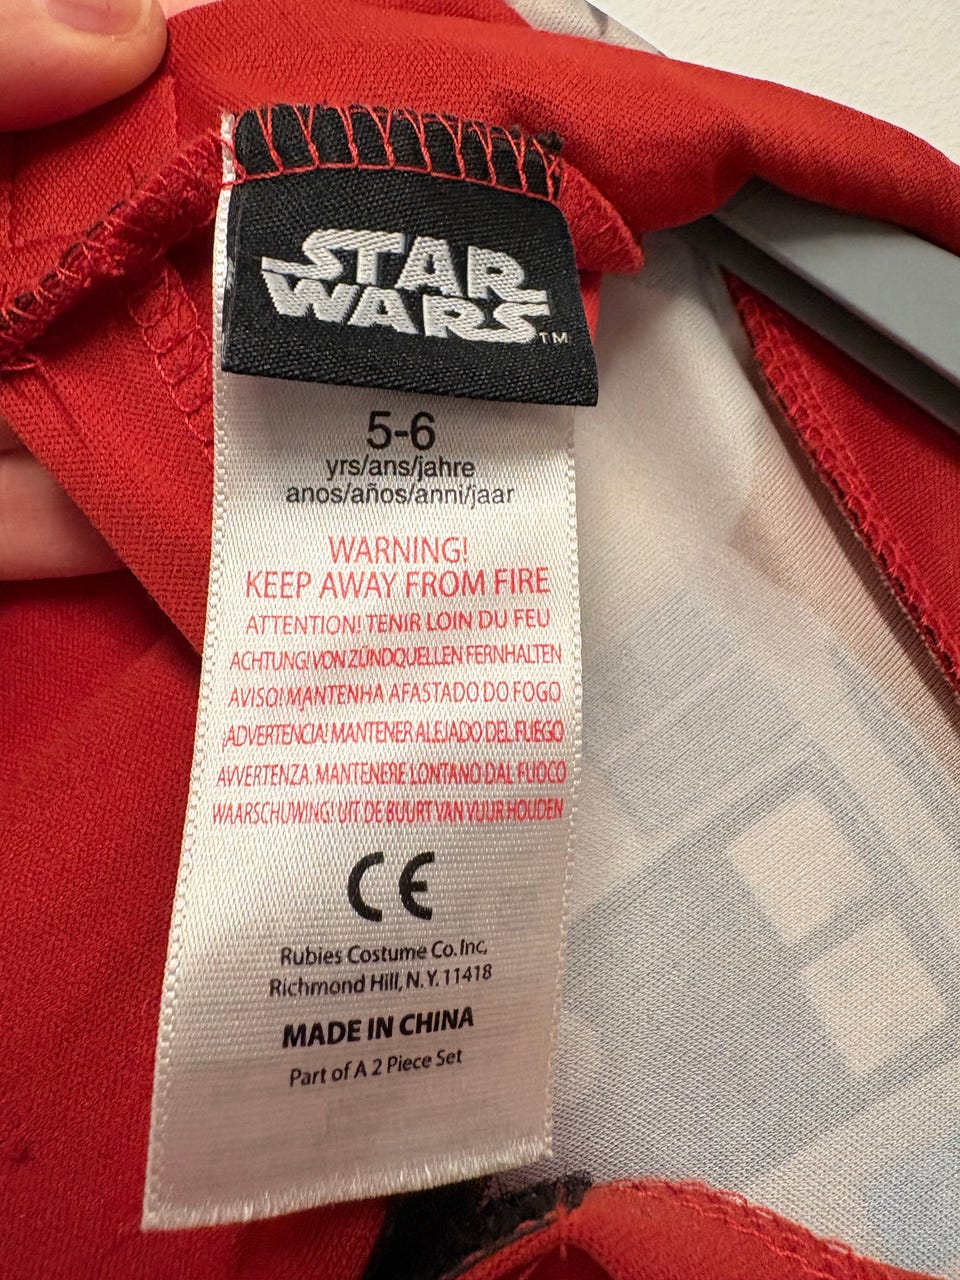 STAR
WARS™
5-6
yrs/ans/jahre
anos/años/anni/jaar
WARNING!
KEEP AWAY FROM FIRE
ATTENTION! TENIR LOIN DU FEU
ACHTUNG! VON ZÜNDQUELLEN FERNHALTEN
AVISO! MANTENHA AFASTADO DO FOGO
¡ADVERTENCIA! MANTENER ALEJADO DEL FUEGO
AVVERTENZA. MANTENERE LONTANO DAL FUOCO
WAARSCHUWING! UIT DE BUURT VAN VUUR HOUDEN
CE
Rubies Costume Co. Inc,
Richmond Hill, N.Y. 11418
MADE IN CHINA
Part of A 2 Piece Set